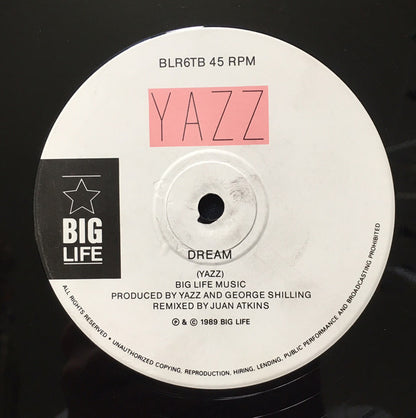 BLR6TB 45 RPM
YAZZ
BIG
LIFE
DREAM
(YAZZ)
BIG LIFE MUSIC
PRODUCED BY YAZZ AND GEORGE SHILLING
REMIXED BY JUAN ATKINS
℗ & © 1989 BIG LIFE
ALL RIGHTS RESERVED • UNAUTHORIZED COPYING, REPRODUCTION, HIRING, LENDING, PUBLIC PERFORMANCE AND BROADCASTING PROHIBITED